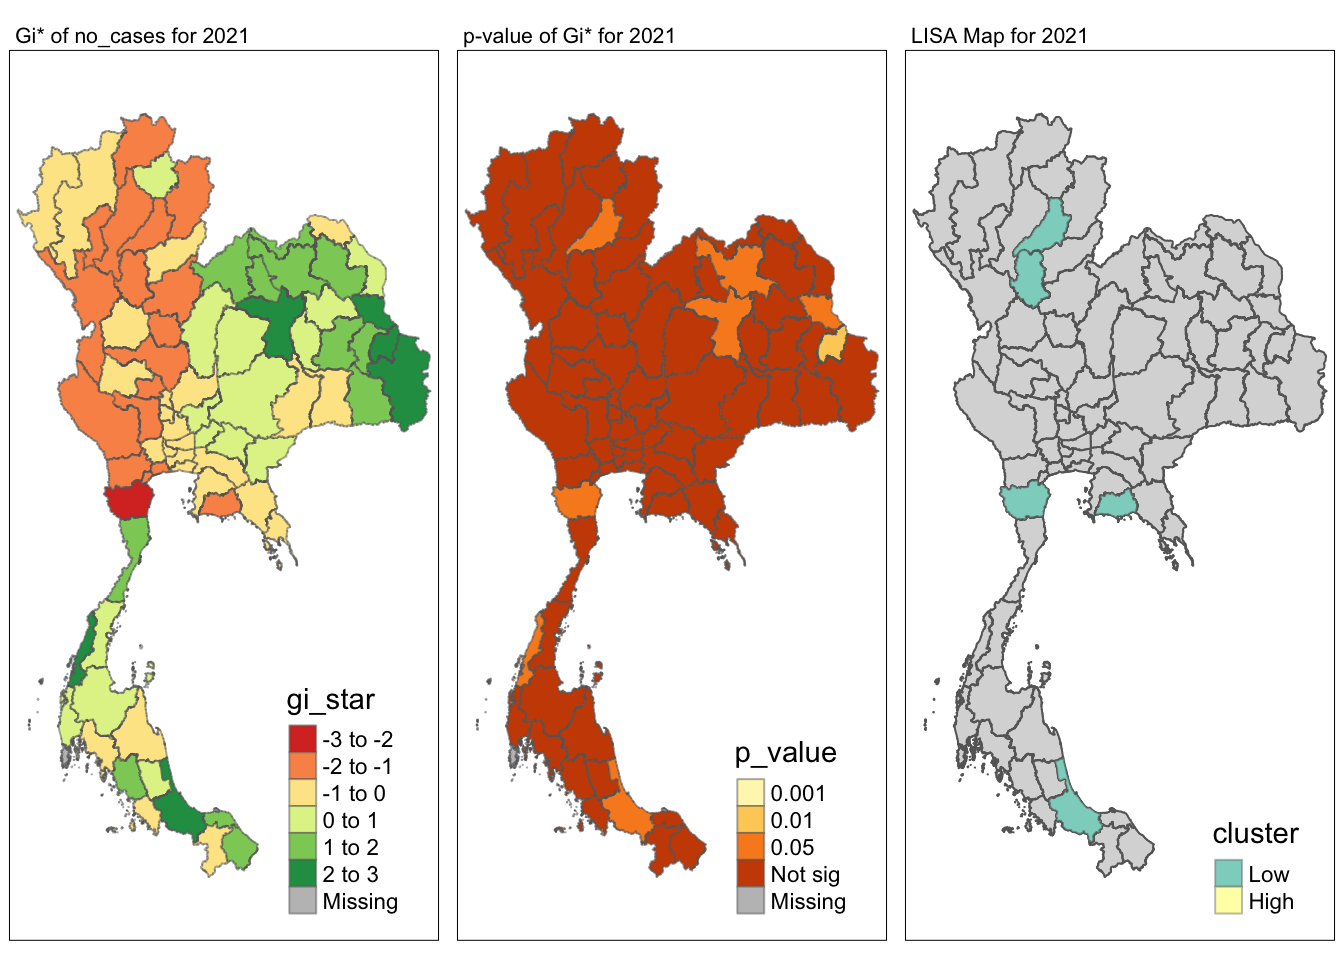 Gi* of no_cases for 2021
p-value of Gi* for 2021
LISA Map for 2021
gi_star
-3 to -2
-2 to -1
-1 to 0
0 to 1
1 to 2
2 to 3
Missing
p_value
0.001
0.01
0.05
Not sig
Missing
cluster
Low
High